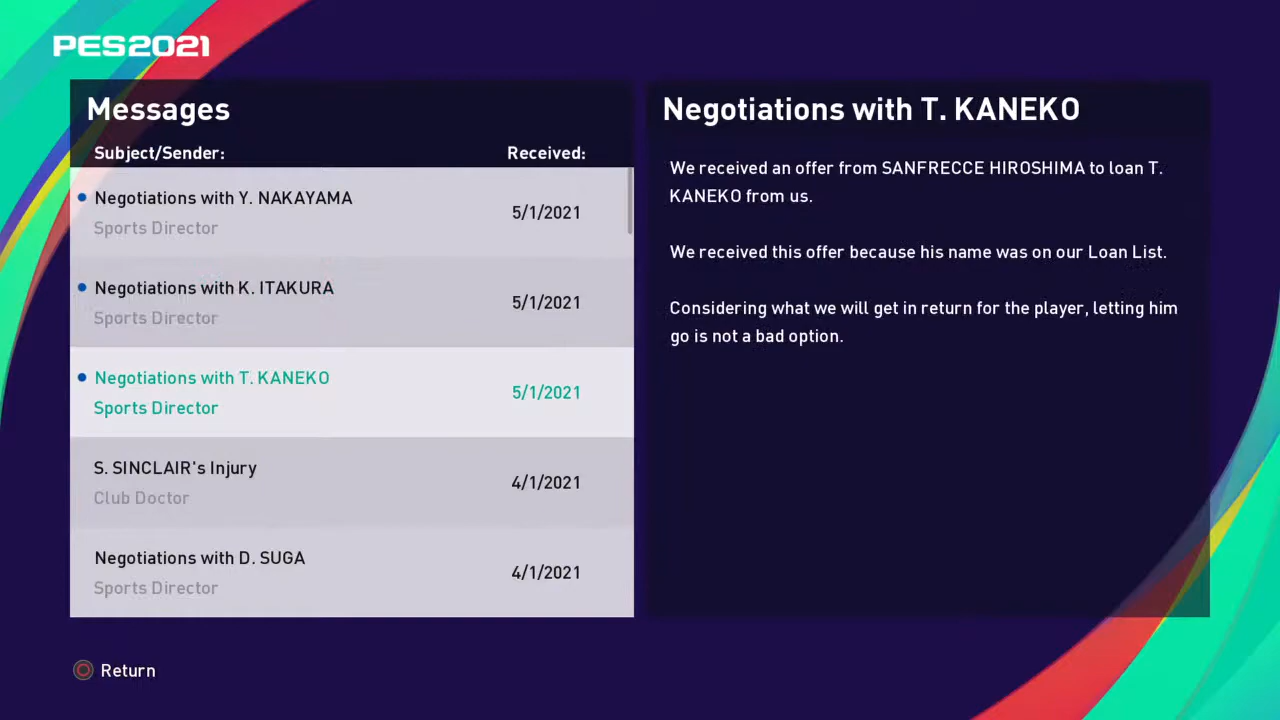 PES2021
Messages
Subject/Sender:
Received:
Negotiations with Y. NAKAYAMA
Sports Director
5/1/2021
Negotiations with K. ITAKURA
Sports Director
5/1/2021
Negotiations with T. KANEKO
Sports Director
5/1/2021
S. SINCLAIR's Injury
Club Doctor
4/1/2021
Negotiations with D. SUGA
Sports Director
4/1/2021
Negotiations with T. KANEKO
We received an offer from SANFRECCE HIROSHIMA to loan T.
KANEKO from us.
We received this offer because his name was on our Loan List.
Considering what we will get in return for the player, letting him
go is not a bad option.
Return